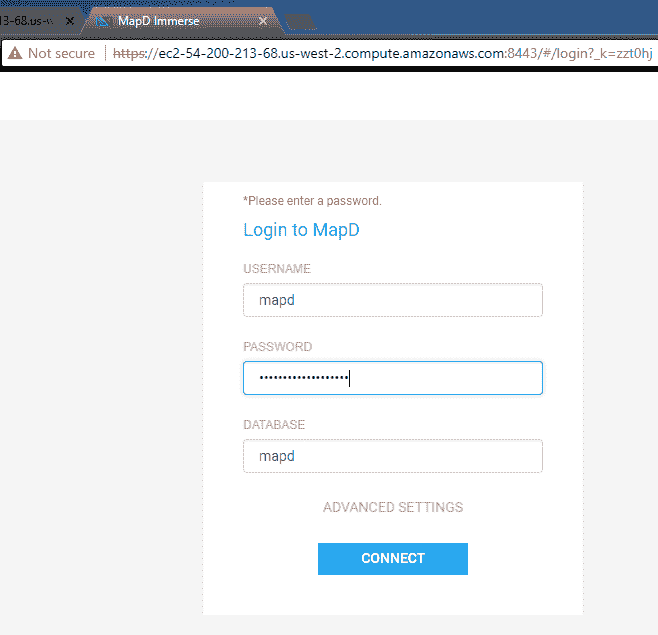 13-68.us-w
MapD Immerse
Not secure https://ec2-54-200-213-68.us-west-2.compute.amazonaws.com:8443/#/login?_k=zzt0hj
*Please enter a password.
Login to MapD
USERNAME
mapd
PASSWORD
DATABASE
mapd
ADVANCED SETTINGS
CONNECT